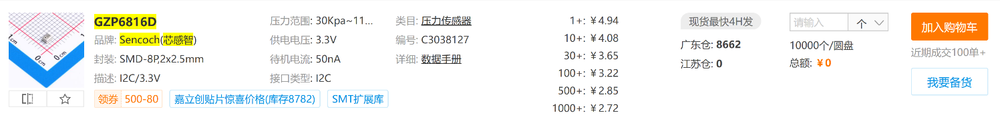 GZP6816D
品牌: Sencoch(芯感智)
封装: SMD-8P,2x2.5mm
描述: I2C/3.3V
压力范围: 30Kpa~11...
供电电压: 3.3V
待机电流: 50nA
接口类型: I2C
类目: 压力传感器
编号: C3038127
详细: 数据手册
领券 500-80
嘉立创贴片惊喜价格(库存8782)
SMT扩展库
1+: ¥4.94
10+: ¥4.08
30+: ¥3.65
100+: ¥3.22
500+: ¥2.85
1000+: ¥2.72
现货最快4H发
广东仓: 8662
江苏仓: 0
请输入 个
10000个/圆盘
总额: ¥0
加入购物车
近期成交100单+
我要备货
1cm
0cm
0cm